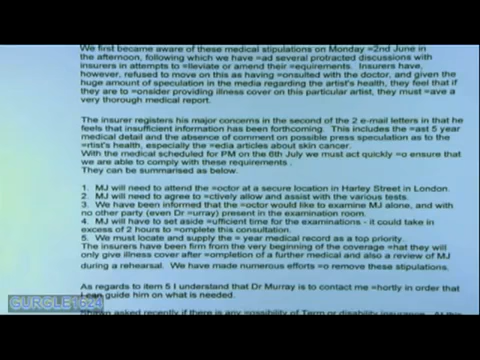 We first became aware of these medical stipulations on Monday =2nd June in
the afternoon, following which we have =ad several protracted discussions with
insurers in attempts to =lleviate or amend their =equirements. Insurers have,
however, refused to move on this as having =onsulted with the doctor, and given the
huge amount of speculation in the media regarding the artist's health, they feel that if
they are to =onsider providing illness cover on this particular artist, they must =ave a
very thorough medical report.
The insurer registers his major concerns in the second of the 2 e-mail letters in that he
feels that insufficient information has been forthcoming. This includes the =ast 5 year
medical detail and the absence of comment on possible press speculation as to the
=rtist's health, especially the =edia articles about skin cancer.
With the medical scheduled for PM on the 6th July we must act quickly =o ensure that
we are able to comply with these requirements .
They can be summarised as below.
1. MJ will need to attend the =octor at a secure location in Harley Street in London.
2. MJ will need to agree to =ctively allow and assist with the various tests.
3. We have been informed that the =octor would like to examine MJ alone, and with
no other party (even Dr =urray) present in the examination room.
4. MJ will have to set aside =ufficient time for the examinations - it could take in
excess of 2 hours to =omplete this consultation.
5. We must locate and supply the = year medical record as a top priority
The insurers have been firm from the very beginning of the coverage =hat they will
only give illness cover after =ompletion of a further medical and also a review of MJ
during a rehearsal. We have made numerous efforts =o remove these stipulations.
As regards to item 5 I understand that Dr Murray is to contact me =hortly in order that
I can guide him on what is needed.
GURGLE1624
Shawn asked recently if there is any =ossibility of Term or disability insurance. At this